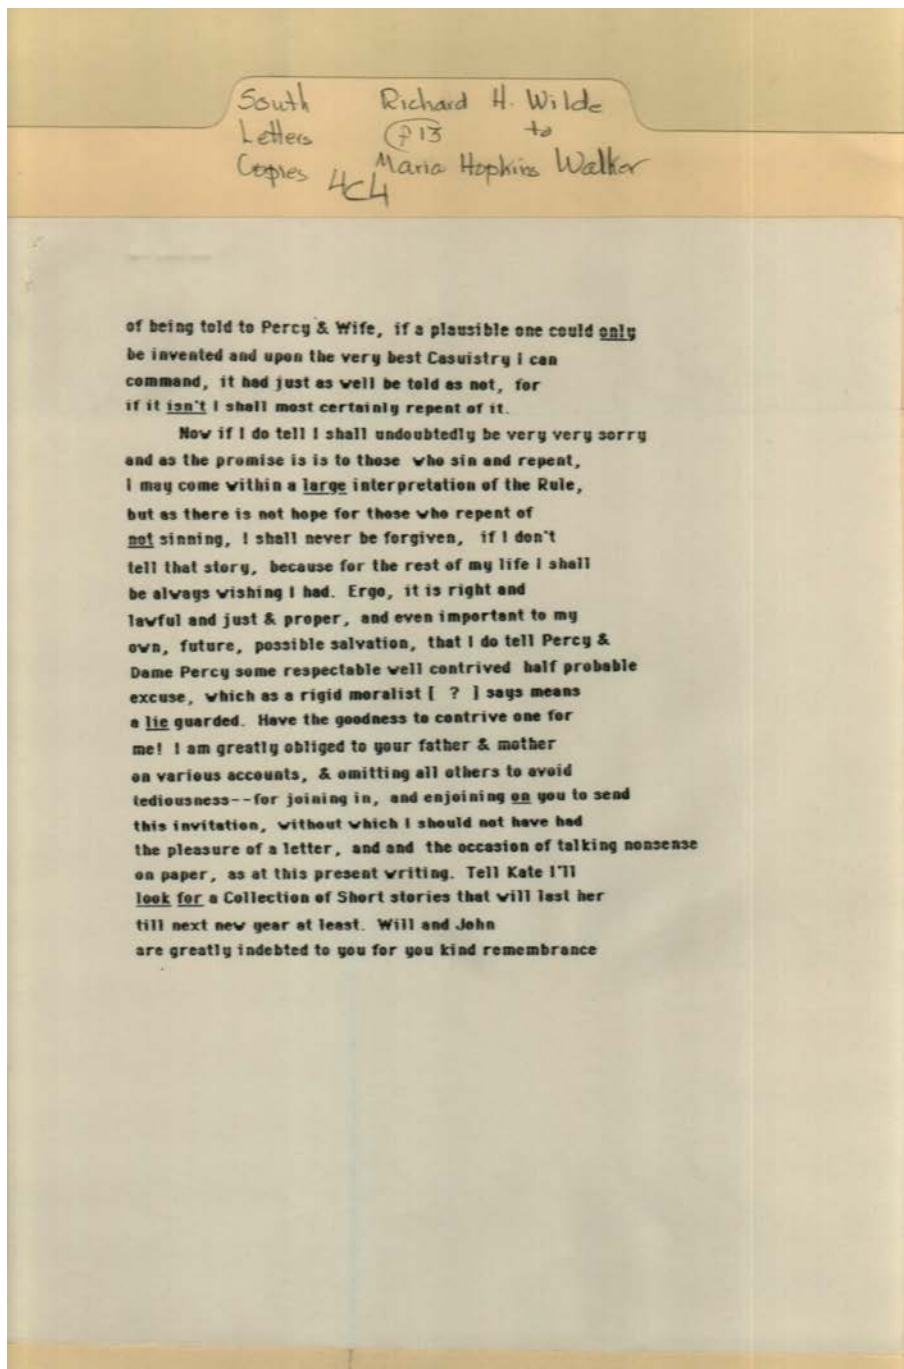 South Richard H. Wilde
Letters p 13 to
Copies Maria Hopkins Walker
4C4
of being told to Percy & Wife, if a plausible one could only
be invented and upon the very best Casuistry I can
command, it had just as well be told as not, for
if it isn't I shall most certainly repent of it.
Now if I do tell I shall undoubtedly be very very sorry
and as the promise is is to those who sin and repent,
I may come within a large interpretation of the Rule,
but as there is not hope for those who repent of
not sinning, I shall never be forgiven, if I don't
tell that story, because for the rest of my life I shall
be always wishing I had. Ergo, it is right and
lawful and just & proper, and even important to my
own, future, possible salvation, that I do tell Percy &
Dame Percy some respectable well contrived half probable
excuse, which as a rigid moralist [ ? ] says means
a lie guarded. Have the goodness to contrive one for
me! I am greatly obliged to your father & mother
on various accounts, & omitting all others to avoid
tediousness--for joining in, and enjoining on you to send
this invitation, without which I should not have had
the pleasure of a letter, and and the occasion of talking nonsense
on paper, as at this present writing. Tell Kate I'll
look for a Collection of Short stories that will last her
till next new year at least. Will and John
are greatly indebted to you for you kind remembrance